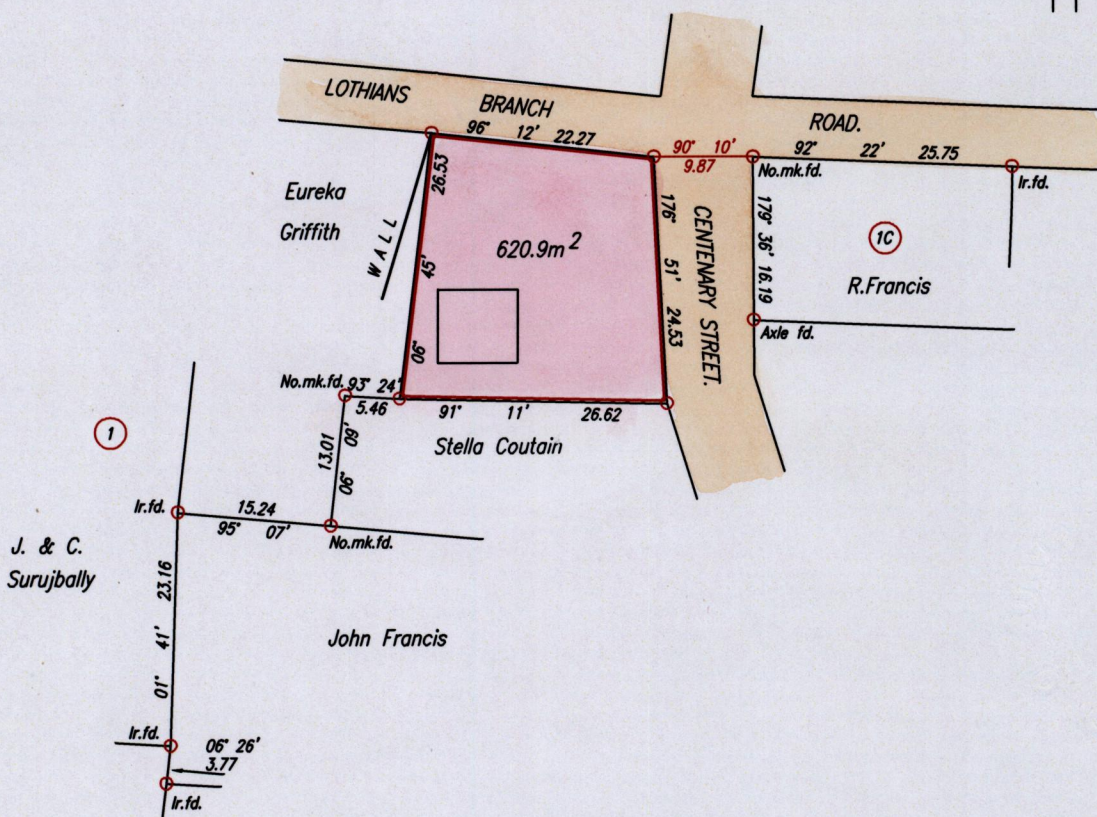 LOTHIANS BRANCH ROAD.
96° 12' 22.27
90° 10'
9.87
92° 22' 25.75
No.mk.fd.
Ir.fd.
Eureka
Griffith
WALL
06° 45' 26.53
620.9m²
176° 51' 24.53
CENTENARY STREET.
179° 36' 16.19
1C
R.Francis
Axle fd.
No.mk.fd.
93° 24'
5.46
91° 11' 26.62
Stella Coutain
06° 09'
13.01
1
Ir.fd.
15.24
95° 07'
No.mk.fd.
J. & C.
Surujbally
01° 41' 23.16
John Francis
Ir.fd.
06° 26'
3.77
Ir.fd.